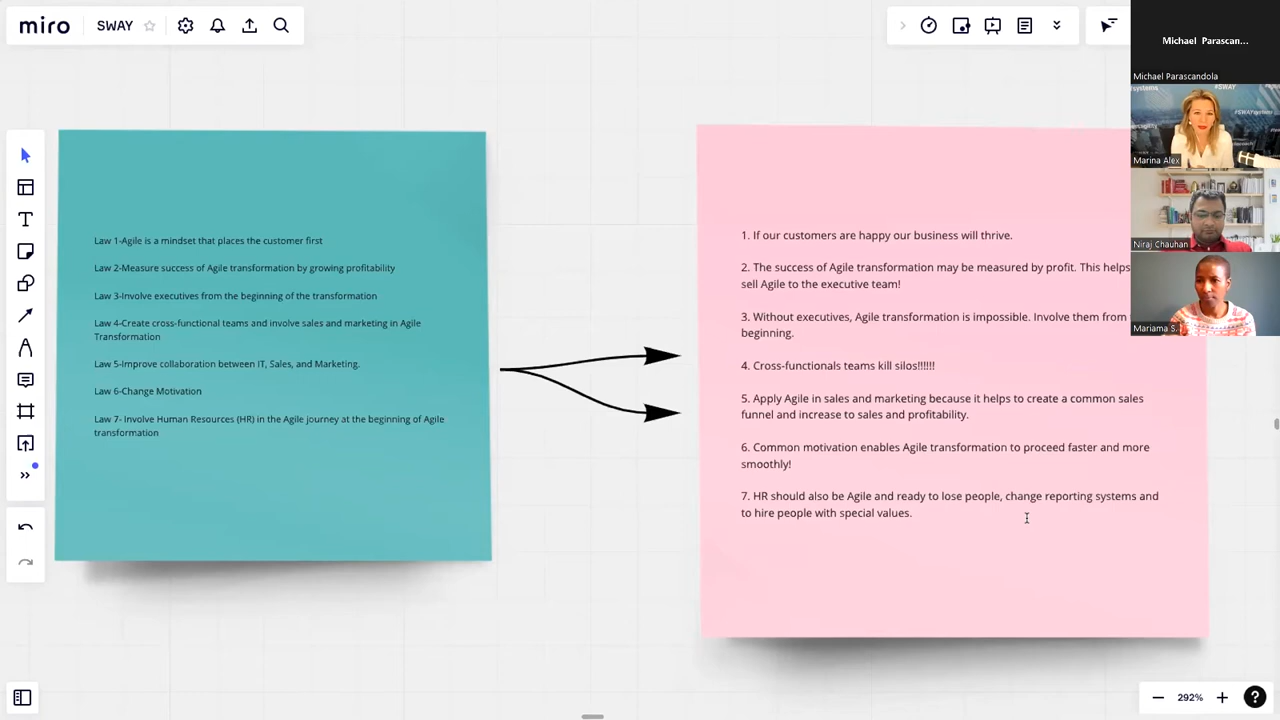 miro
SWAY
Michael Parascan...
Michael Parascandola
systems
#SWAY
Marina Alex
Niraj Chauhan
Mariama S.
Law 1-Agile is a mindset that places the customer first
Law 2-Measure success of Agile transformation by growing profitability
Law 3-Involve executives from the beginning of the transformation
Law 4-Create cross-functional teams and involve sales and marketing in Agile
Transformation
Law 5-Improve collaboration between IT, Sales, and Marketing.
Law 6-Change Motivation
Law 7- Involve Human Resources (HR) in the Agile journey at the beginning of Agile
transformation
1. If our customers are happy our business will thrive.
2. The success of Agile transformation may be measured by profit. This helps
sell Agile to the executive team!
3. Without executives, Agile transformation is impossible. Involve them from
beginning.
4. Cross-functionals teams kill silos!!!!!!
5. Apply Agile in sales and marketing because it helps to create a common sales
funnel and increase to sales and profitability.
6. Common motivation enables Agile transformation to proceed faster and more
smoothly!
7. HR should also be Agile and ready to lose people, change reporting systems and
to hire people with special values.
292%